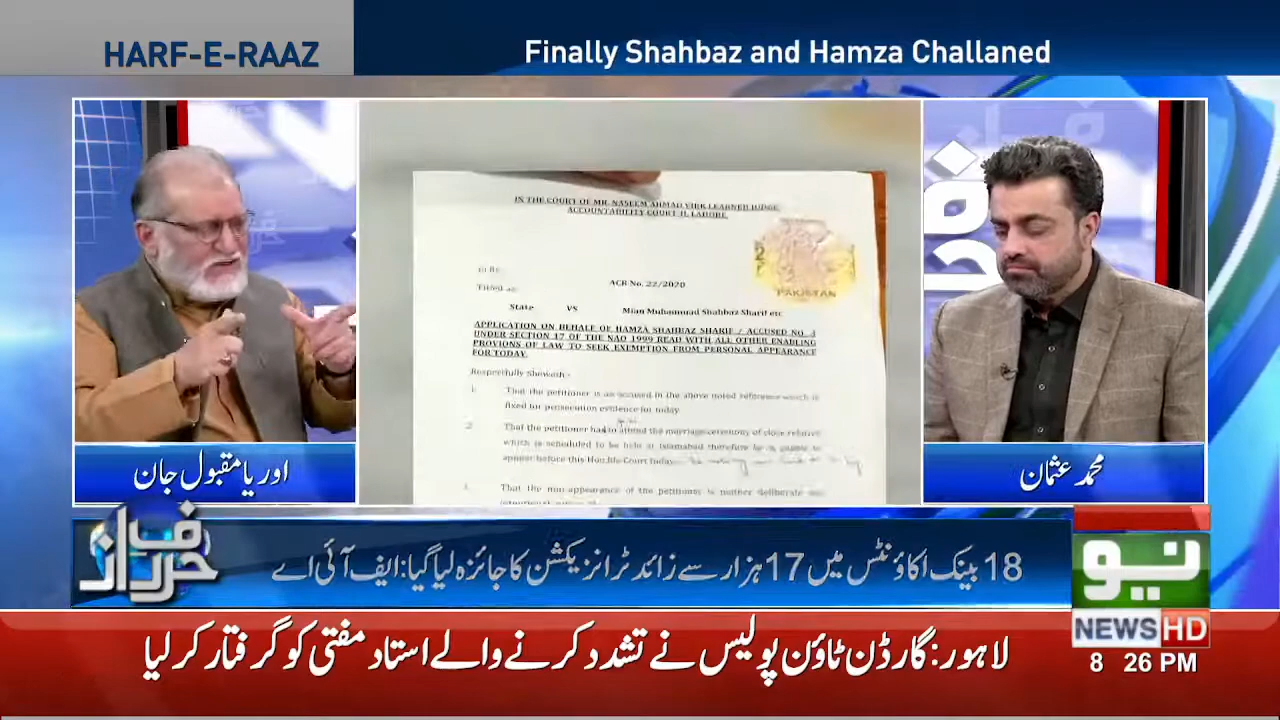 HARF-E-RAAZ
Finally Shahbaz and Hamza Challaned
IN THE COURT OF MR. NASEEM AHMAD VIRK LEARNED JUDGE,
ACCOUNTABILITY COURT II, LAHORE.
PAKISTAN
In Re:
Titled as:
ACR No. 22/2020
State VS Mian Muhammad Shahbaz Sharif etc
APPLICATION ON BEHALF OF HAMZA SHAHBAZ SHARIF / ACCUSED NO.
UNDER SECTION 17 OF THE NAO 1999 READ WITH ALL OTHER ENABLING
PROVIONS OF LAW TO SEEK EXEMPTION FROM PERSONAL APPEARANCE
FOR TODAY.
Respectfully Sheweth:-
1. That the petitioner is an accused in the above noted reference which is
fixed for prosecution evidence for today.
2. That the petitioner had to attend the marriage ceremony of close relative
which is scheduled to be held at Islamabad therefore he is unable to
appear before this Hon'ble Court today.
That the non-appearance of the petitioner is neither deliberate
اوریا مقبول جان
محمد عثمان
حرف راز
18 بینک اکاؤنٹس میں 17 ہزار سے زائد ٹرانزیکشن کا جائزہ لیا گیا: ایف آئی اے
نیو
NEWS HD
لاہور: گارڈن ٹاؤن پولیس نے تشدد کرنے والے استاد مفتی کو گرفتار کر لیا
8 26 PM